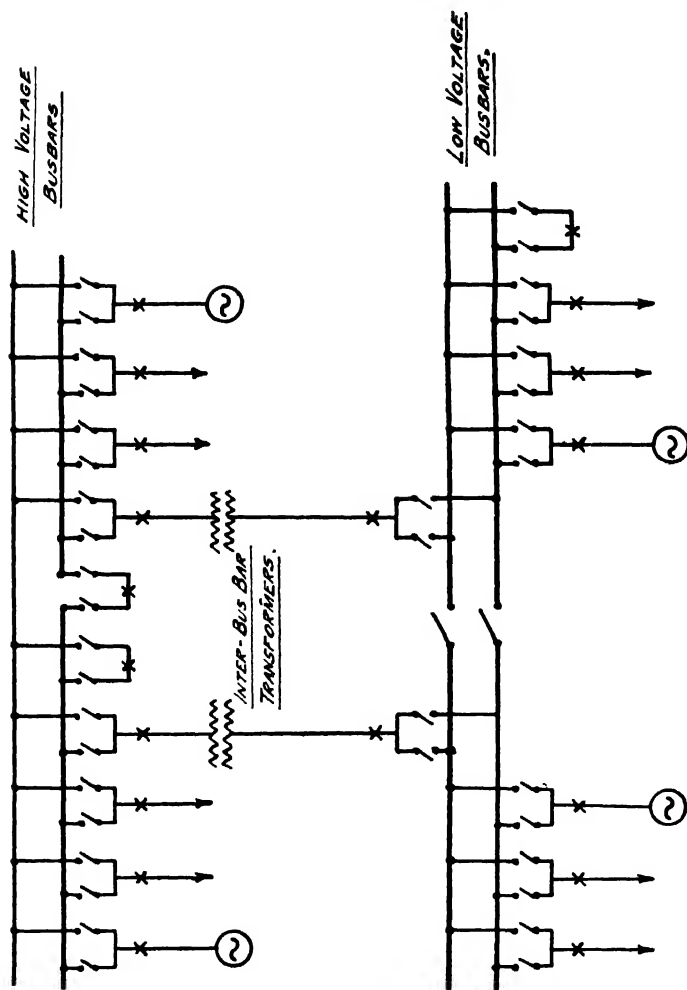 HIGH VOLTAGE
BUSBARS
LOW VOLTAGE
BUSBARS.
INTER-BUS BAR
TRANSFORMERS.